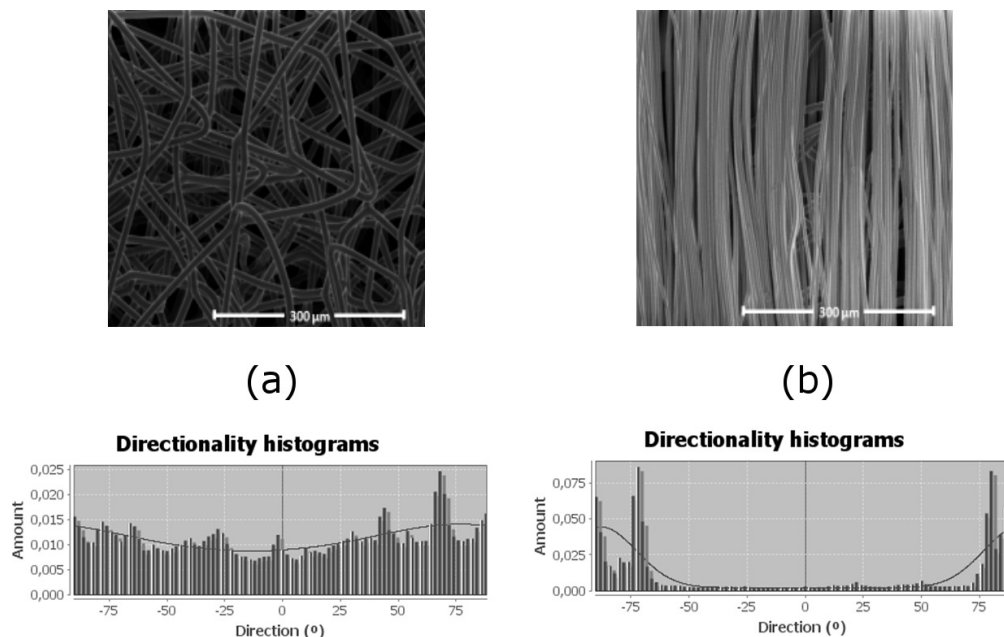 300 µm
300 µm
(a)
(b)
Directionality histograms
0,025
0,020
0,015
0,010
0,005
0,000
Amount
-75
-50
-25
0
25
50
75
Direction (º)
Directionality histograms
0,075
0,050
0,025
0,000
Amount
-75
-50
-25
0
25
50
75
Direction (º)